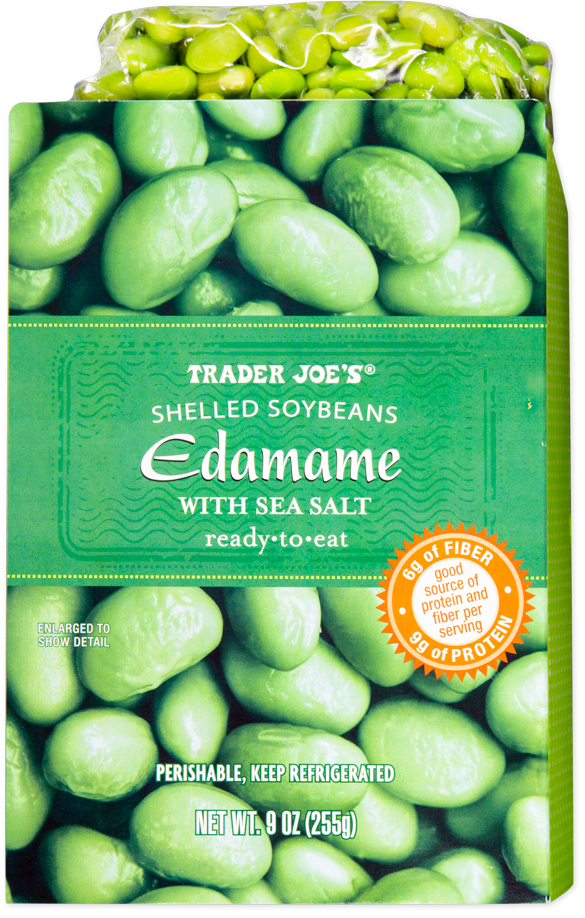 TRADER JOE'S®
SHELLED SOYBEANS
Edamame
WITH SEA SALT
ready•to•eat
6g of FIBER
good
source of
protein and
fiber per
serving
9g of PROTEIN
ENLARGED TO
SHOW DETAIL
PERISHABLE, KEEP REFRIGERATED
NET WT. 9 OZ (255g)